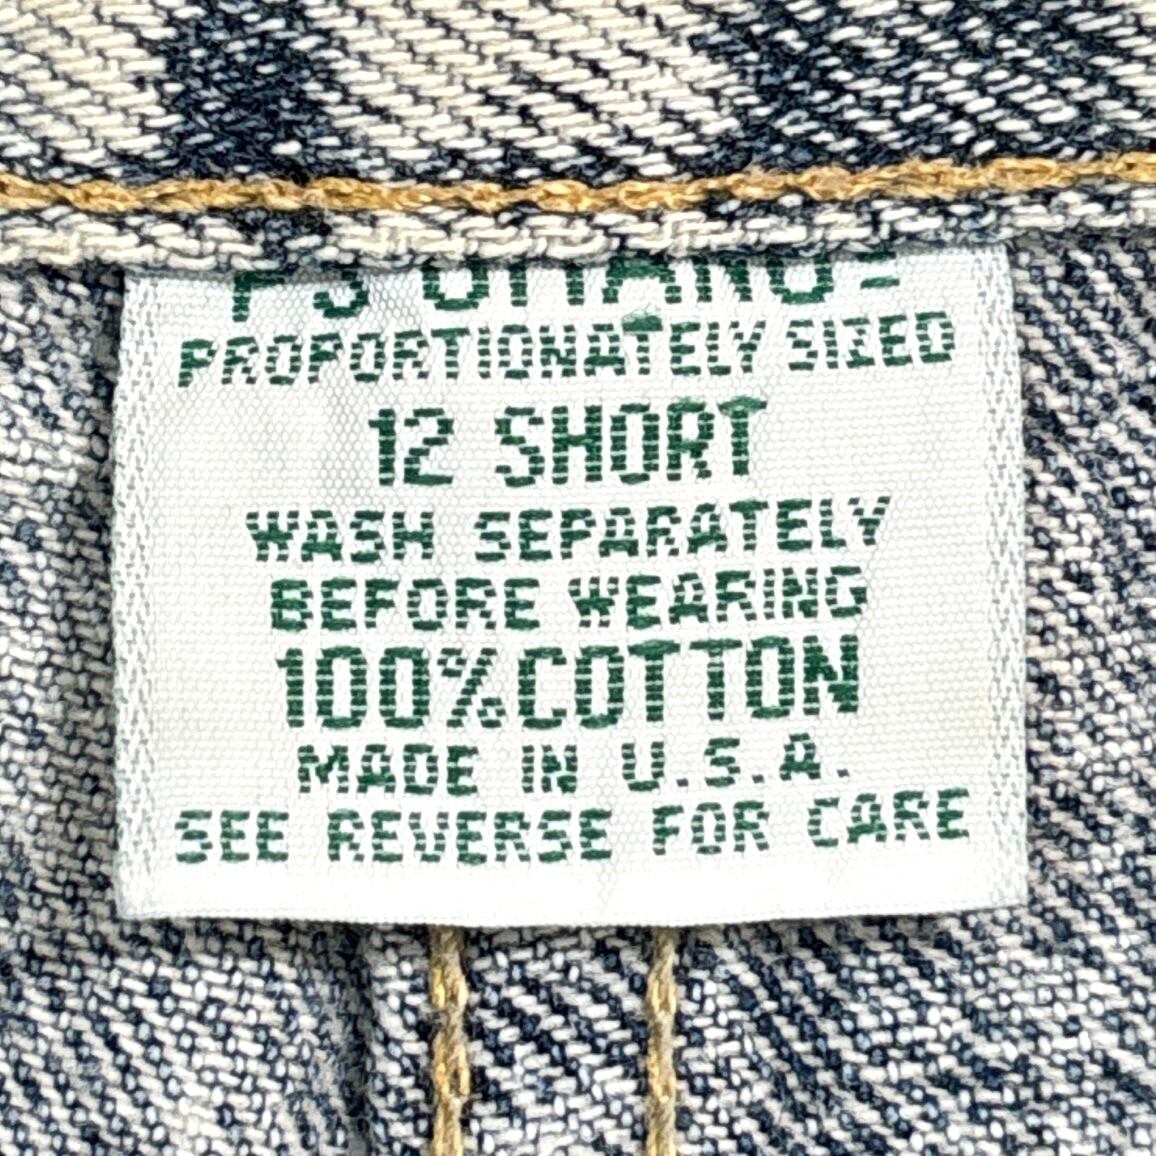 PROPORTIONATELY SIZED
12 SHORT
WASH SEPARATELY
BEFORE WEARING
100%COTTON
MADE IN U.S.A.
SEE REVERSE FOR CARE